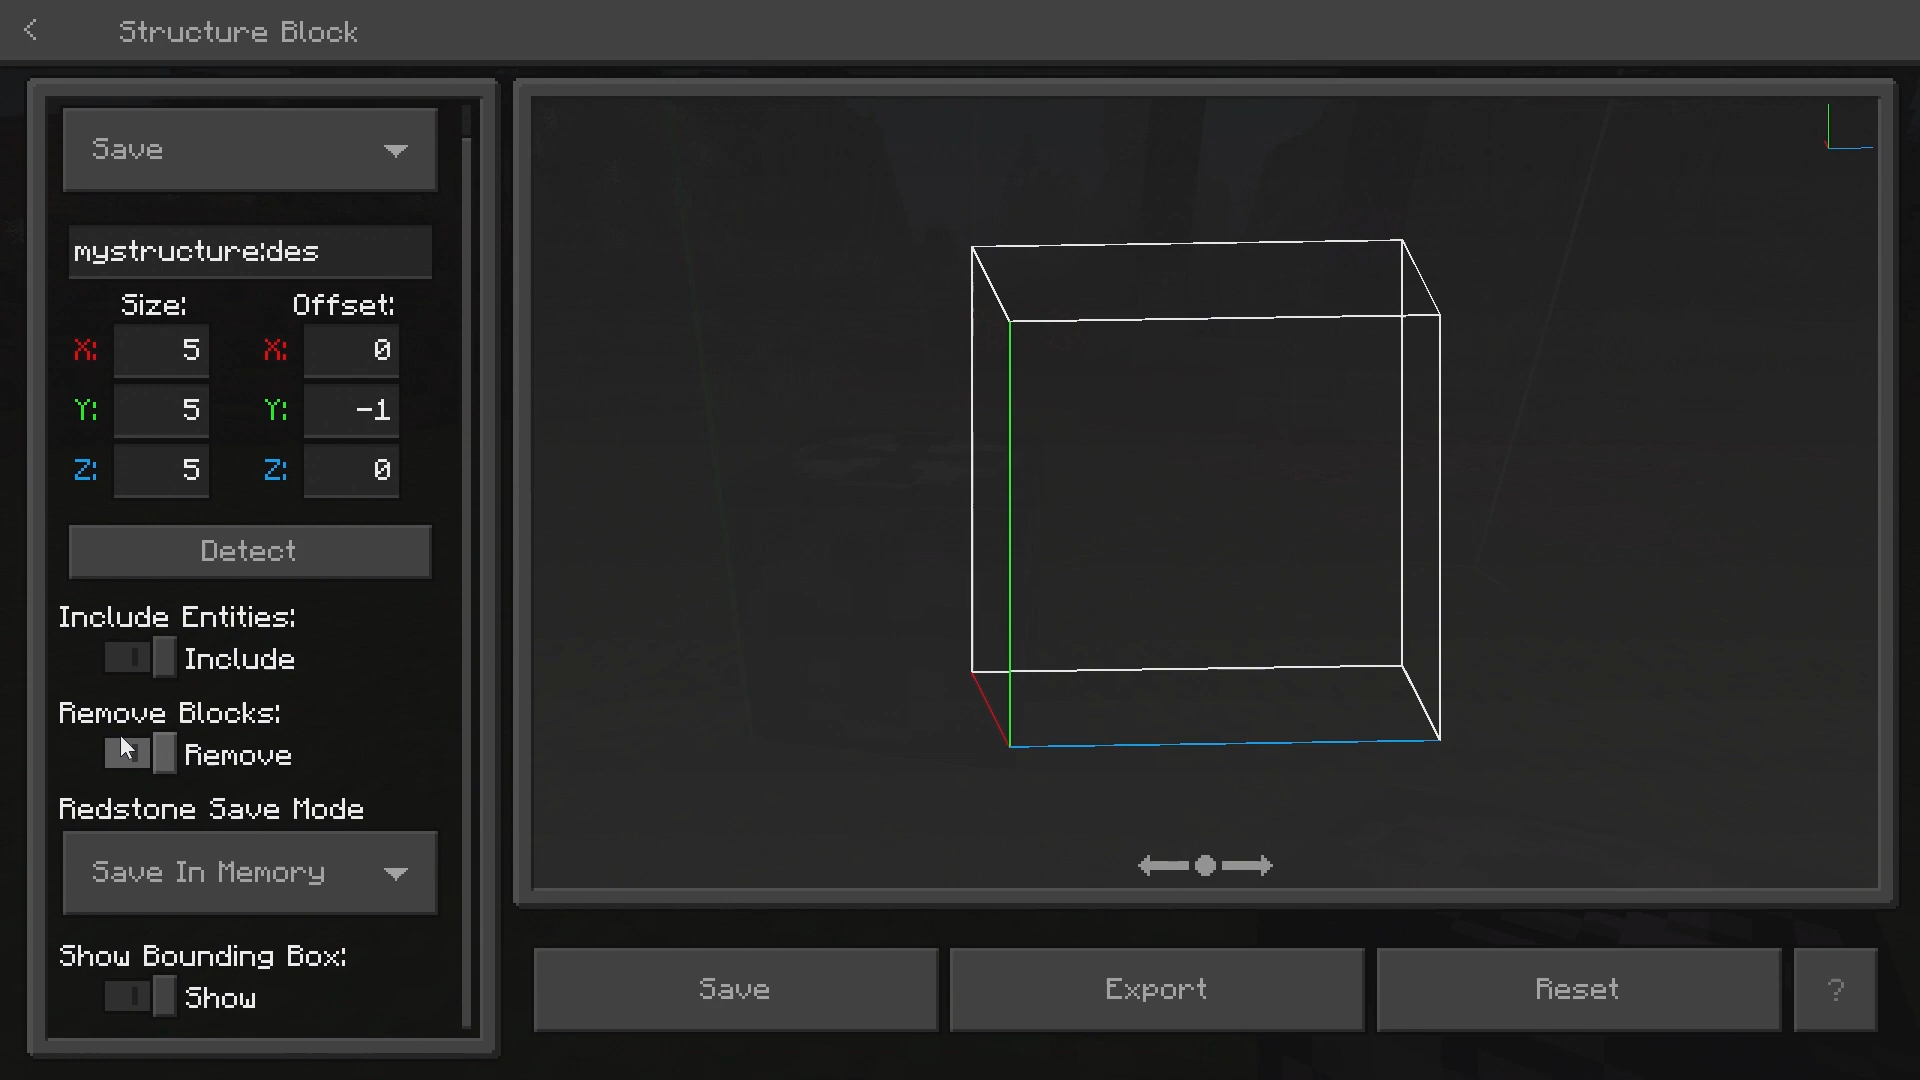 Structure Block
Save
mystructure:des
Size: Offset:
X: 5 X: 0
Y: 5 Y: -1
Z: 5 Z: 0
Detect
Include Entities:
Include
Remove Blocks:
Remove
Redstone Save Mode
Save In Memory
Show Bounding Box:
Show
Save Export Reset ?